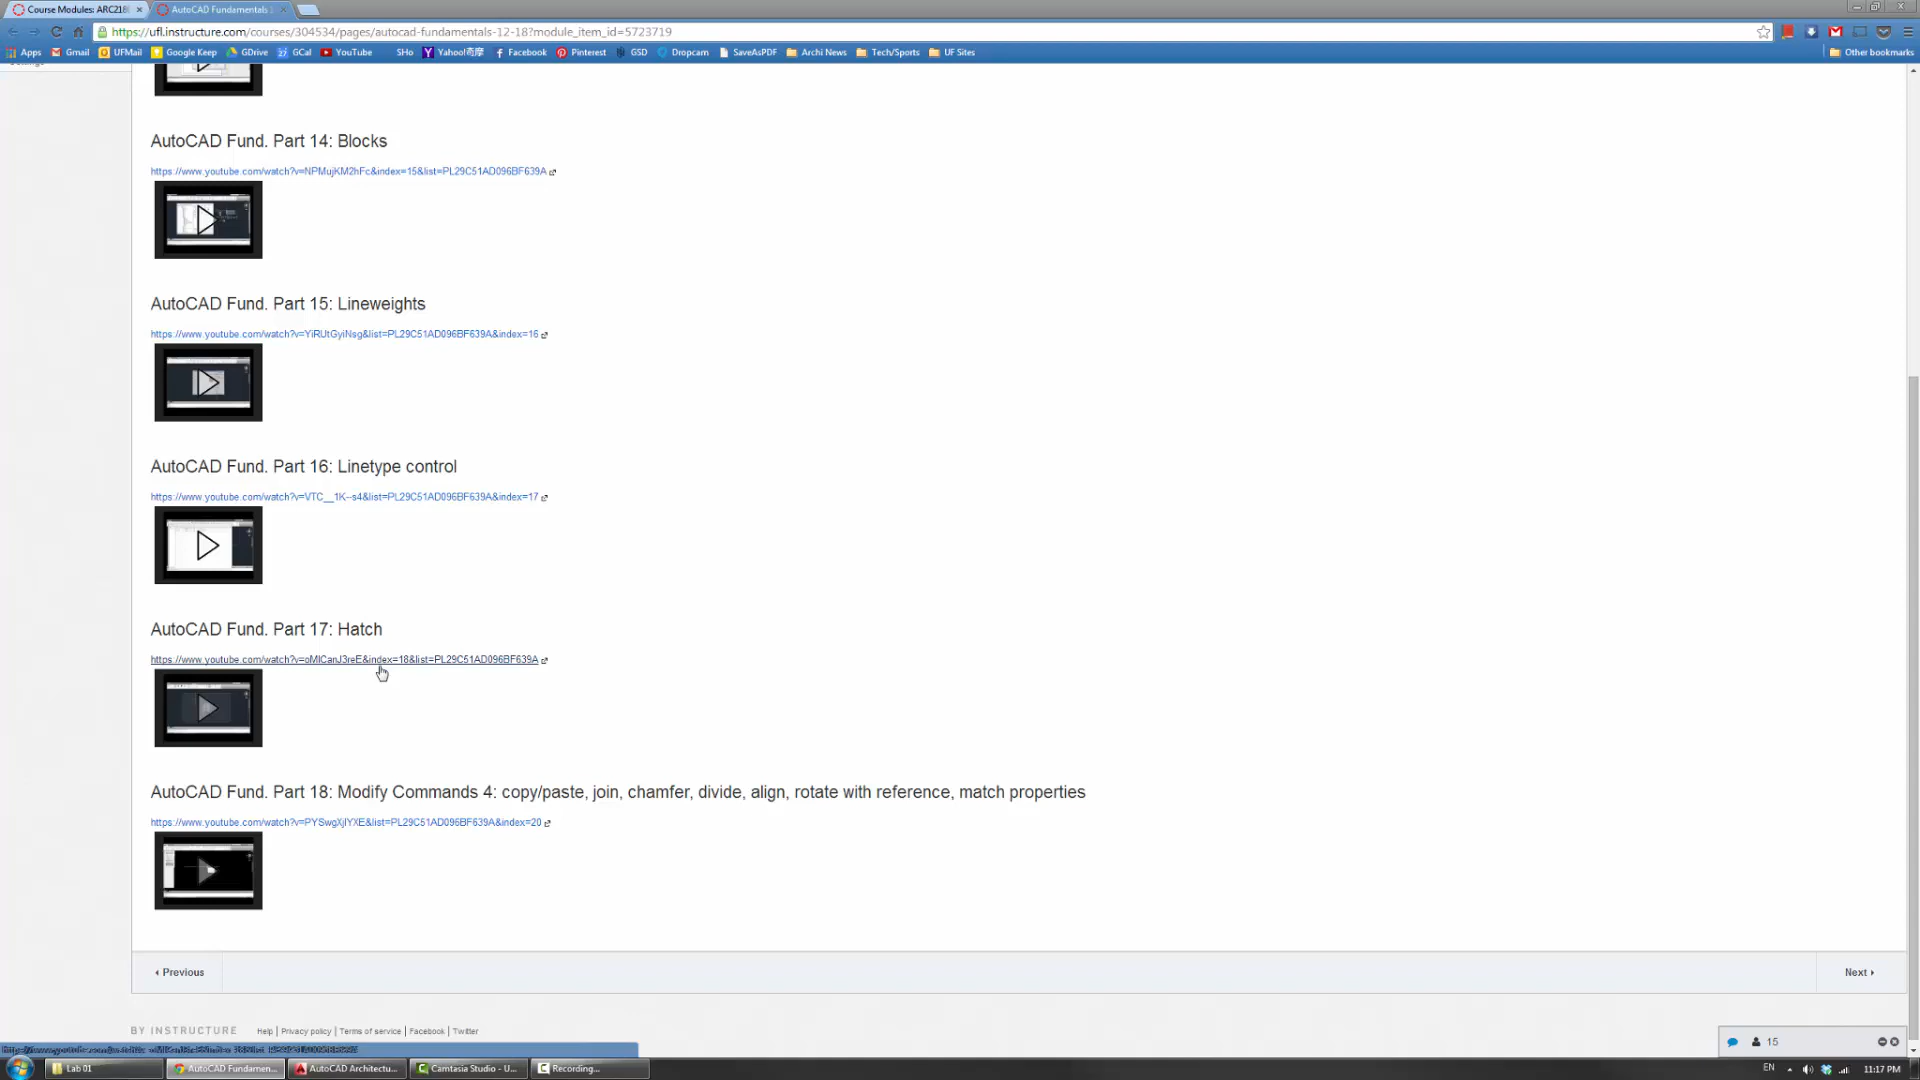 Course Modules: ARC218
AutoCAD Fundamentals 1
https://ufl.instructure.com/courses/304534/pages/autocad-fundamentals-12-18?module_item_id=5723719
Apps Gmail UFMail Google Keep GDrive GCal YouTube SHo Yahoo!奇摩 Facebook Pinterest GSD Dropcam SaveAsPDF Archi News Tech/Sports UF Sites Other bookmarks
AutoCAD Fund. Part 14: Blocks
https://www.youtube.com/watch?v=NPMujKM2hFc&index=15&list=PL29C51AD096BF639A
AutoCAD Fund. Part 15: Lineweights
https://www.youtube.com/watch?v=YiRUtGyiNsg&list=PL29C51AD096BF639A&index=16
AutoCAD Fund. Part 16: Linetype control
https://www.youtube.com/watch?v=VTC__1K--s4&list=PL29C51AD096BF639A&index=17
AutoCAD Fund. Part 17: Hatch
https://www.youtube.com/watch?v=oMICanJ3reE&index=18&list=PL29C51AD096BF639A
AutoCAD Fund. Part 18: Modify Commands 4: copy/paste, join, chamfer, divide, align, rotate with reference, match properties
https://www.youtube.com/watch?v=PYSwgXjIYXE&list=PL29C51AD096BF639A&index=20
Previous
Next
BY INSTRUCTURE Help | Privacy policy | Terms of service | Facebook | Twitter
15
Lab 01
AutoCAD Fundamen...
AutoCAD Architectu...
Camtasia Studio - U...
Recording...
EN
11:17 PM